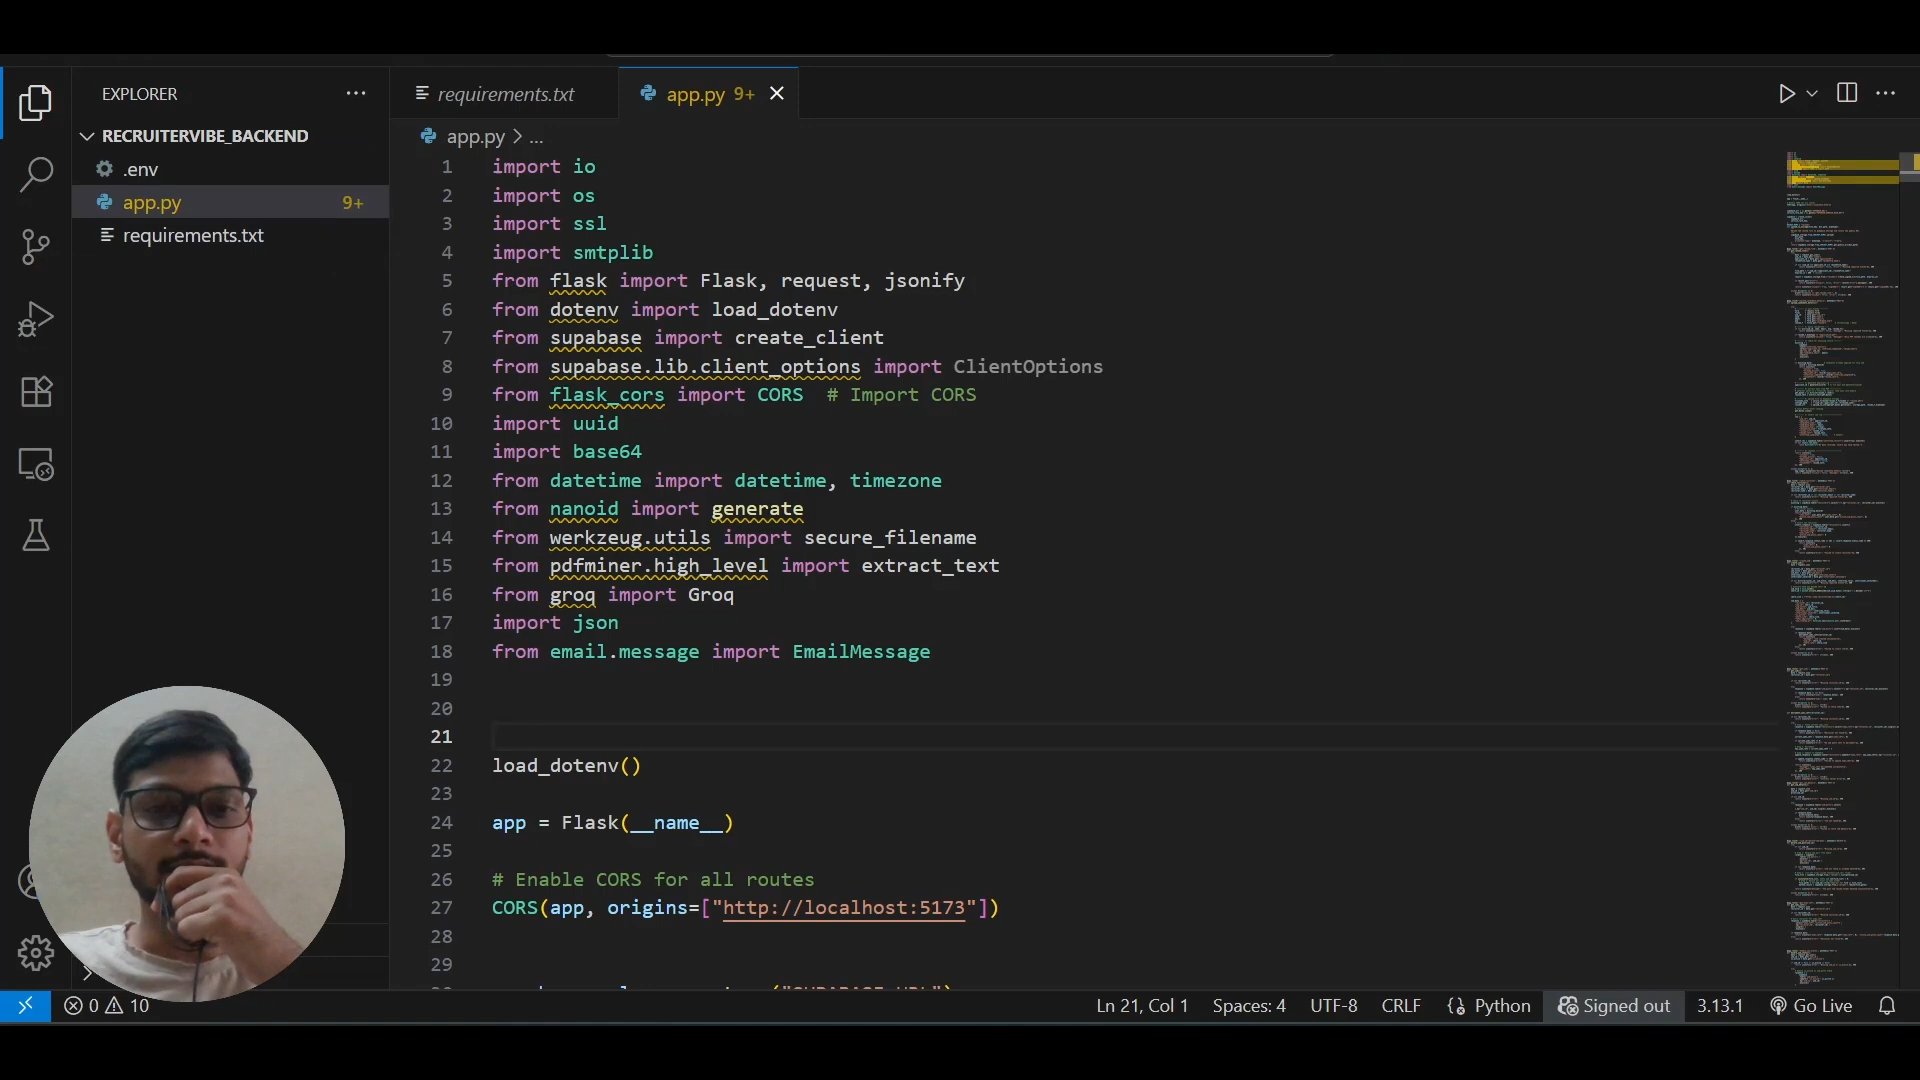 EXPLORER
RECRUITERVIBE_BACKEND
.env
app.py 9+
requirements.txt
requirements.txt
app.py 9+
app.py > ...
1 import io
2 import os
3 import ssl
4 import smtplib
5 from flask import Flask, request, jsonify
6 from dotenv import load_dotenv
7 from supabase import create_client
8 from supabase.lib.client_options import ClientOptions
9 from flask_cors import CORS  # Import CORS
10 import uuid
11 import base64
12 from datetime import datetime, timezone
13 from nanoid import generate
14 from werkzeug.utils import secure_filename
15 from pdfminer.high_level import extract_text
16 from groq import Groq
17 import json
18 from email.message import EmailMessage
19
20
21
22 load_dotenv()
23
24 app = Flask(__name__)
25
26 # Enable CORS for all routes
27 CORS(app, origins=["http://localhost:5173"])
28
29
0 10
Ln 21, Col 1
Spaces: 4
UTF-8
CRLF
Python
Signed out
3.13.1
Go Live